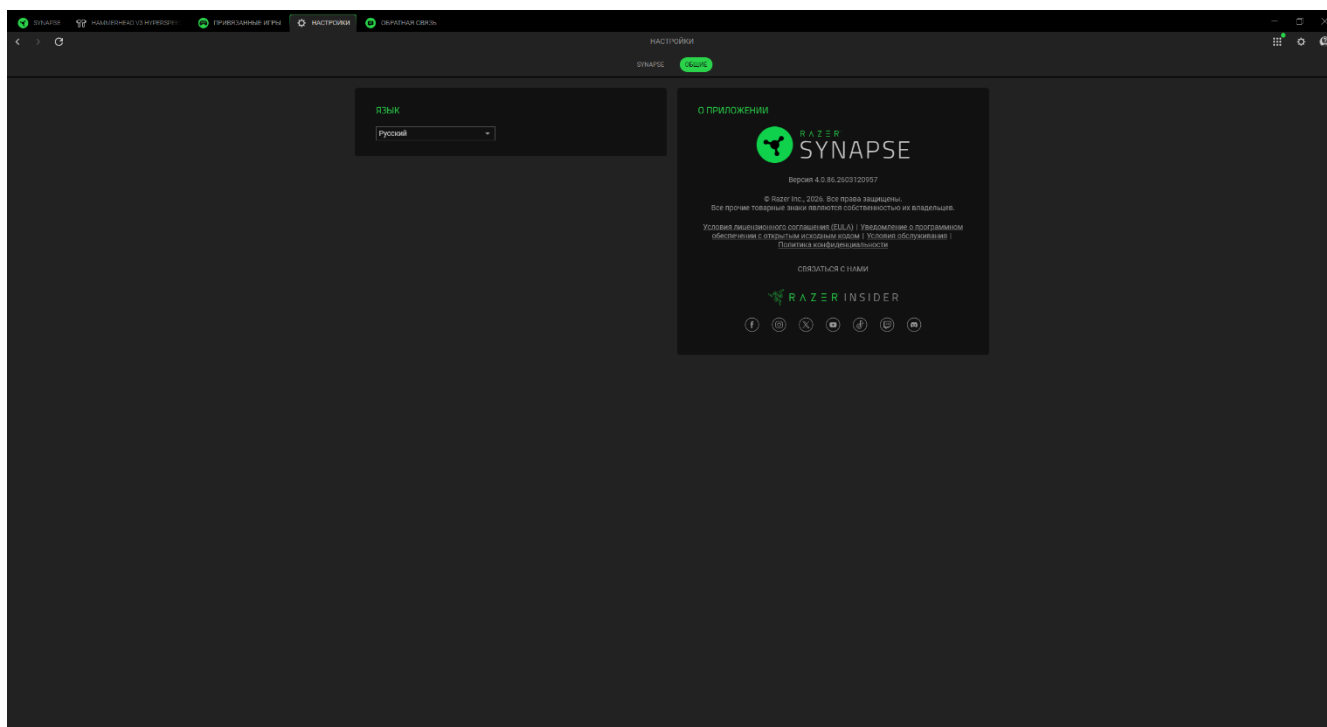 SYNAPSE
HAMMERHEAD V3 HYPERSPE
ПРИВЯЗАННЫЕ ИГРЫ
НАСТРОЙКИ
ОБРАТНАЯ СВЯЗЬ
НАСТРОЙКИ
SYNAPSE
ОБЩИЕ
ЯЗЫК
Русский
О ПРИЛОЖЕНИИ
RAZER
SYNAPSE
Версия 4.0.86.2603120957
© Razer Inc., 2026. Все права защищены.
Все прочие товарные знаки являются собственностью их владельцев.
Условия лицензионного соглашения (EULA) | Уведомление о программном
обеспечении с открытым исходным кодом | Условия обслуживания |
Политика конфиденциальности
СВЯЗАТЬСЯ С НАМИ
RAZER INSIDER